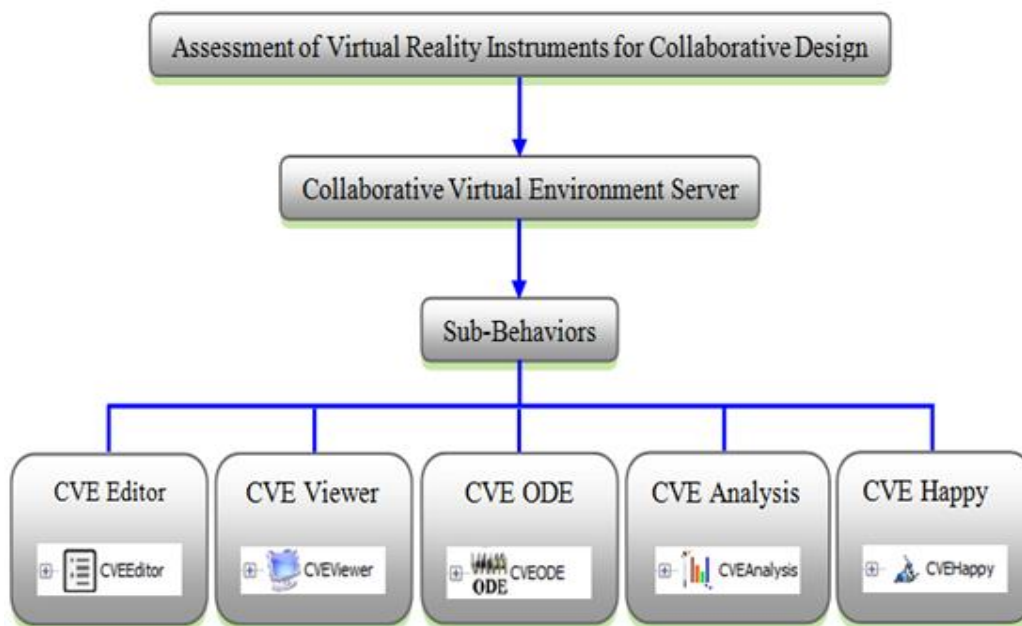 Assessment of Virtual Reality Instruments for Collaborative Design
Collaborative Virtual Environment Server
Sub-Behaviors
CVE Editor
CVEEditor
CVE Viewer
CVEViewer
CVE ODE
ODE
CVEODE
CVE Analysis
CVEAnalysis
CVE Happy
CVEHappy